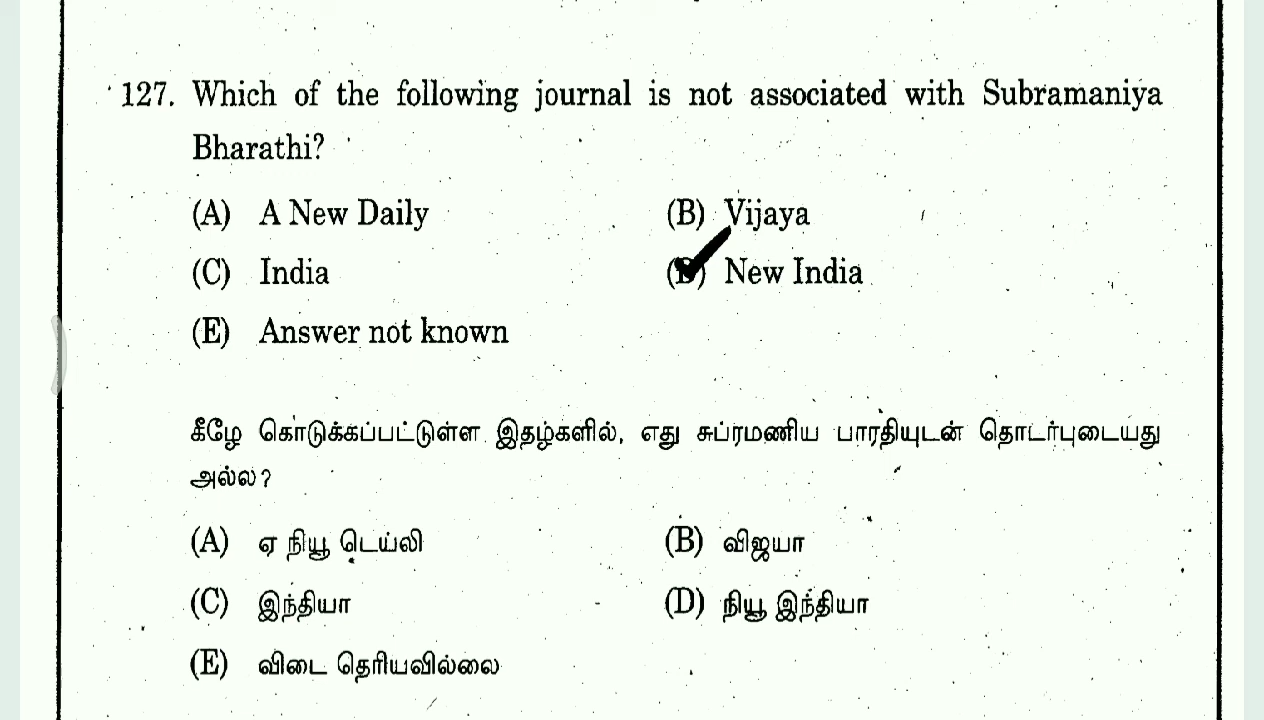 127. Which of the following journal is not associated with Subramaniya
Bharathi?
(A) A New Daily (B) Vijaya
(C) India (D) New India
(E) Answer not known
கீழே கொடுக்கப்பட்டுள்ள இதழ்களில், எது சுப்ரமணிய பாரதியுடன் தொடர்புடையது
அல்ல?
(A) ஏ நியூ டெய்லி (B) விஜயா
(C) இந்தியா (D) நியூ இந்தியா
(E) விடை தெரியவில்லை